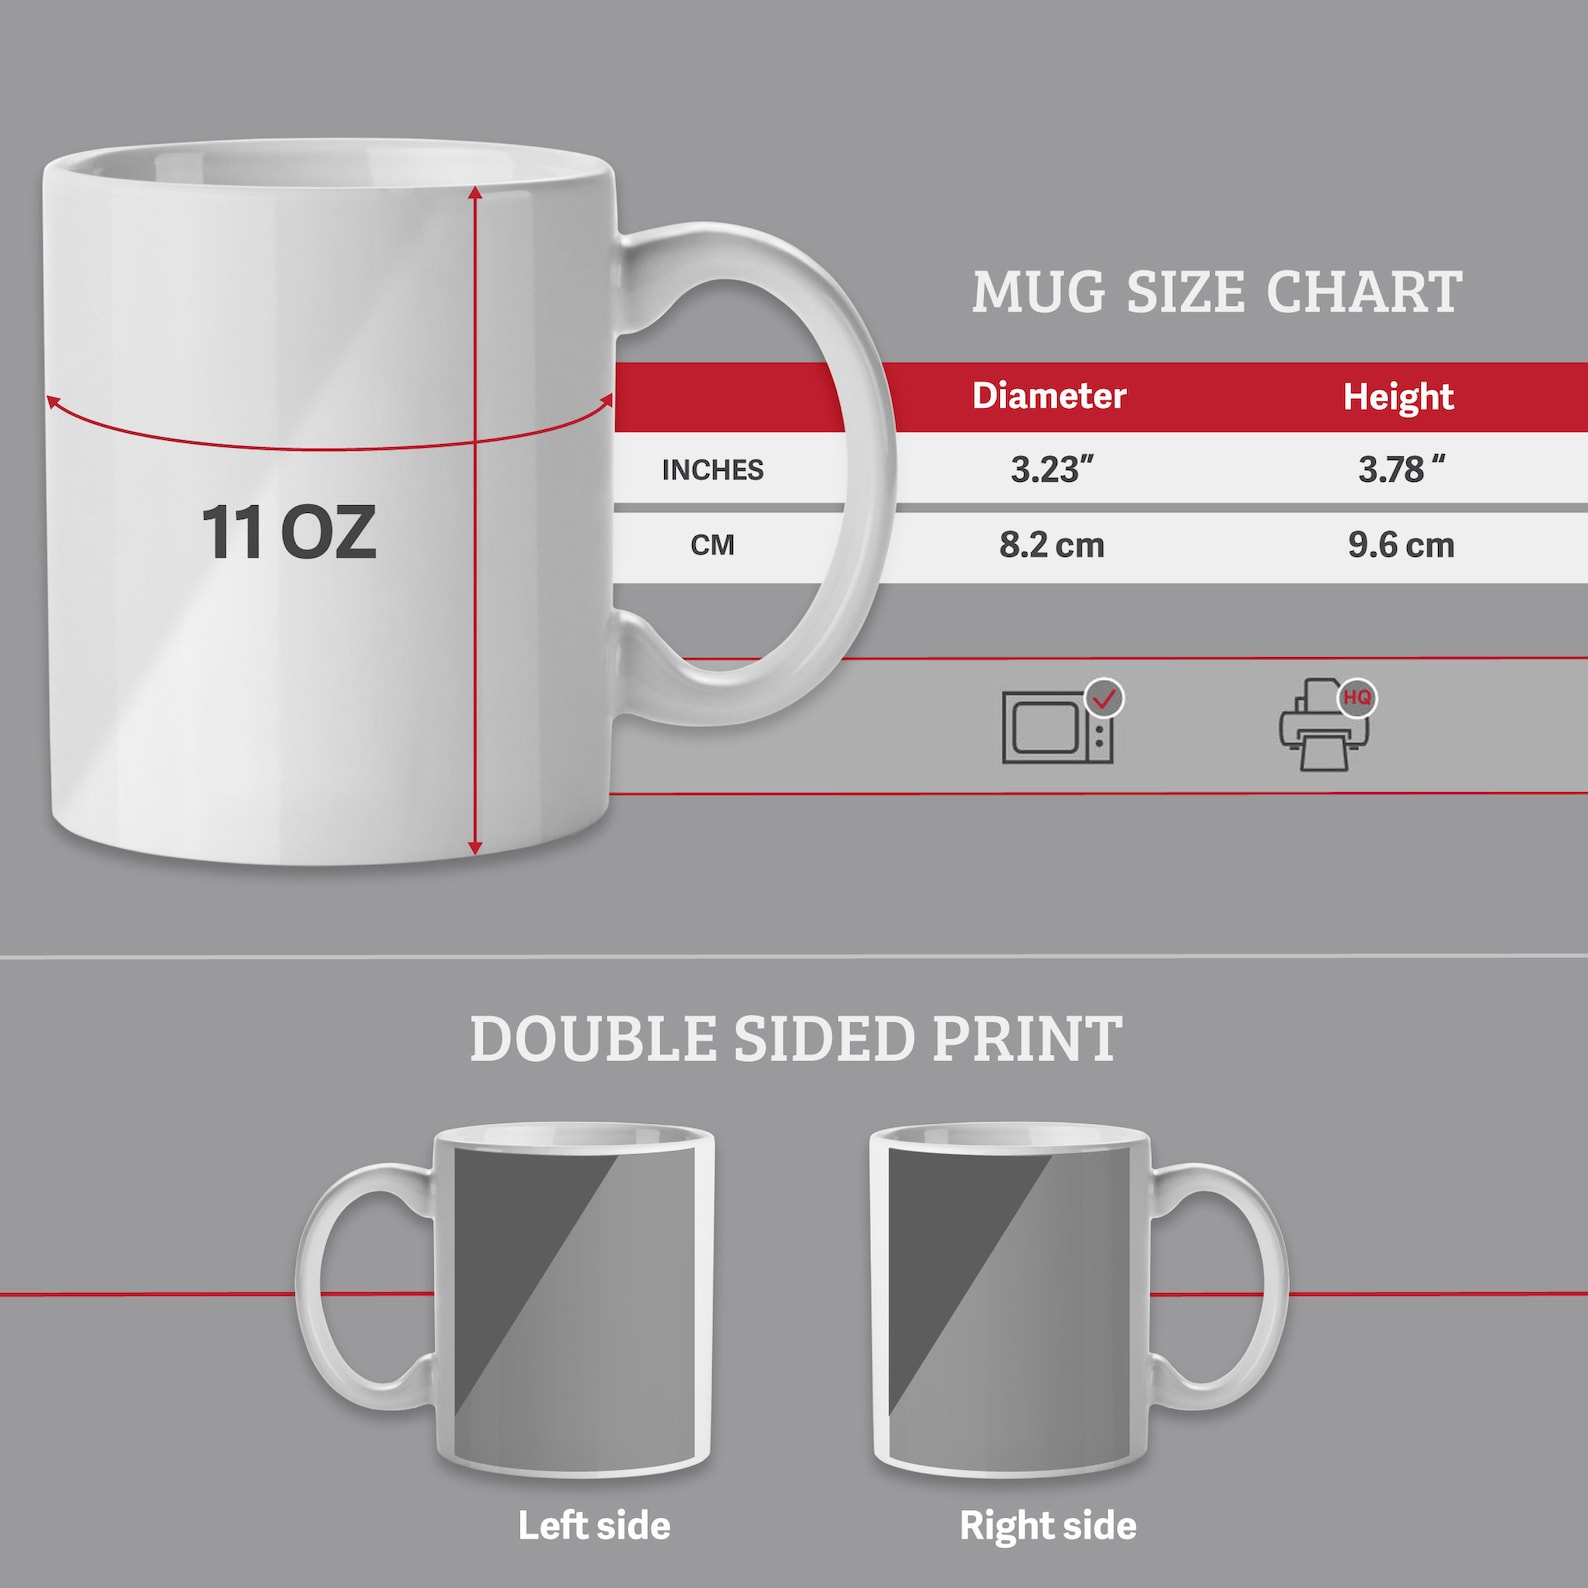 MUG SIZE CHART
Diameter Height
INCHES 3.23” 3.78 “
11 OZ
CM 8.2 cm 9.6 cm
HQ
DOUBLE SIDED PRINT
Left side Right side